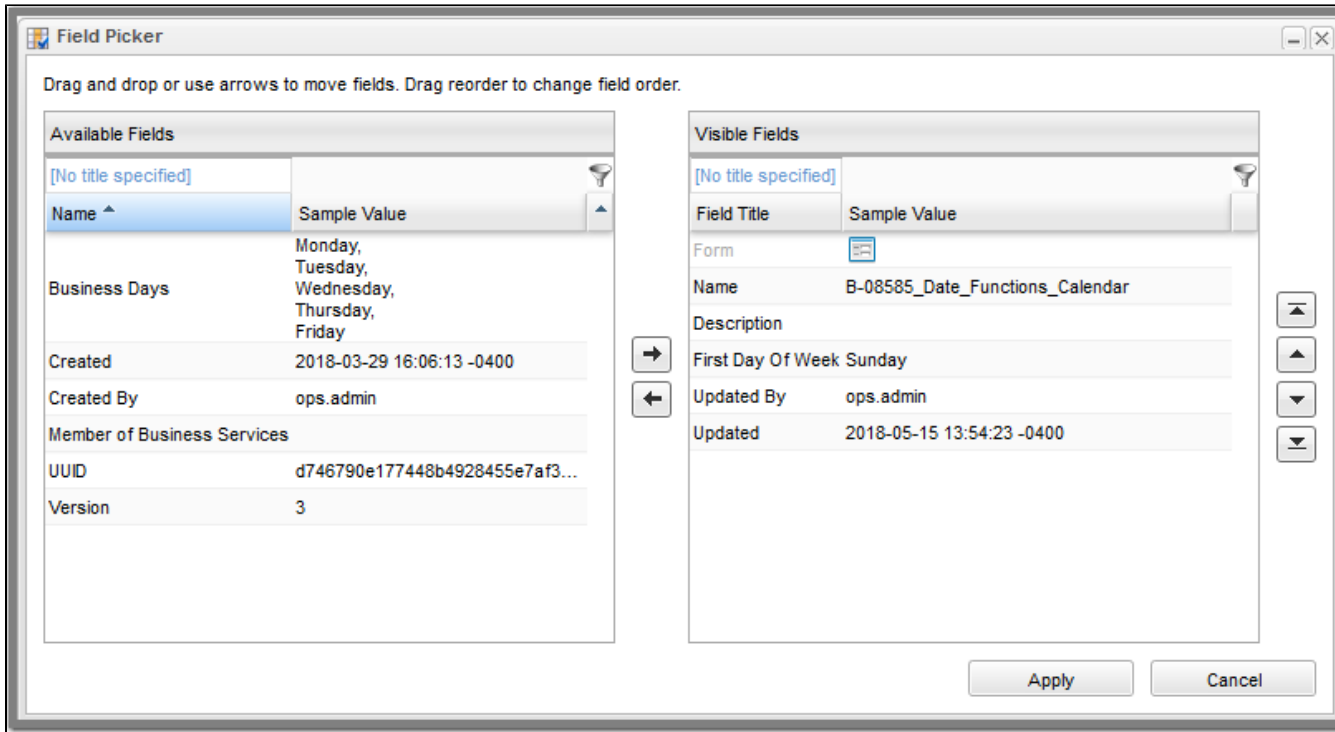 Field Picker
Drag and drop or use arrows to move fields. Drag reorder to change field order.
Available Fields
[No title specified]
Name Sample Value
Business Days
Monday,
Tuesday,
Wednesday,
Thursday,
Friday
Created 2018-03-29 16:06:13 -0400
Created By ops.admin
Member of Business Services
UUID d746790e177448b4928455e7af3...
Version 3
Visible Fields
[No title specified]
Field Title Sample Value
Form
Name B-08585_Date_Functions_Calendar
Description
First Day Of Week Sunday
Updated By ops.admin
Updated 2018-05-15 13:54:23 -0400
Apply Cancel